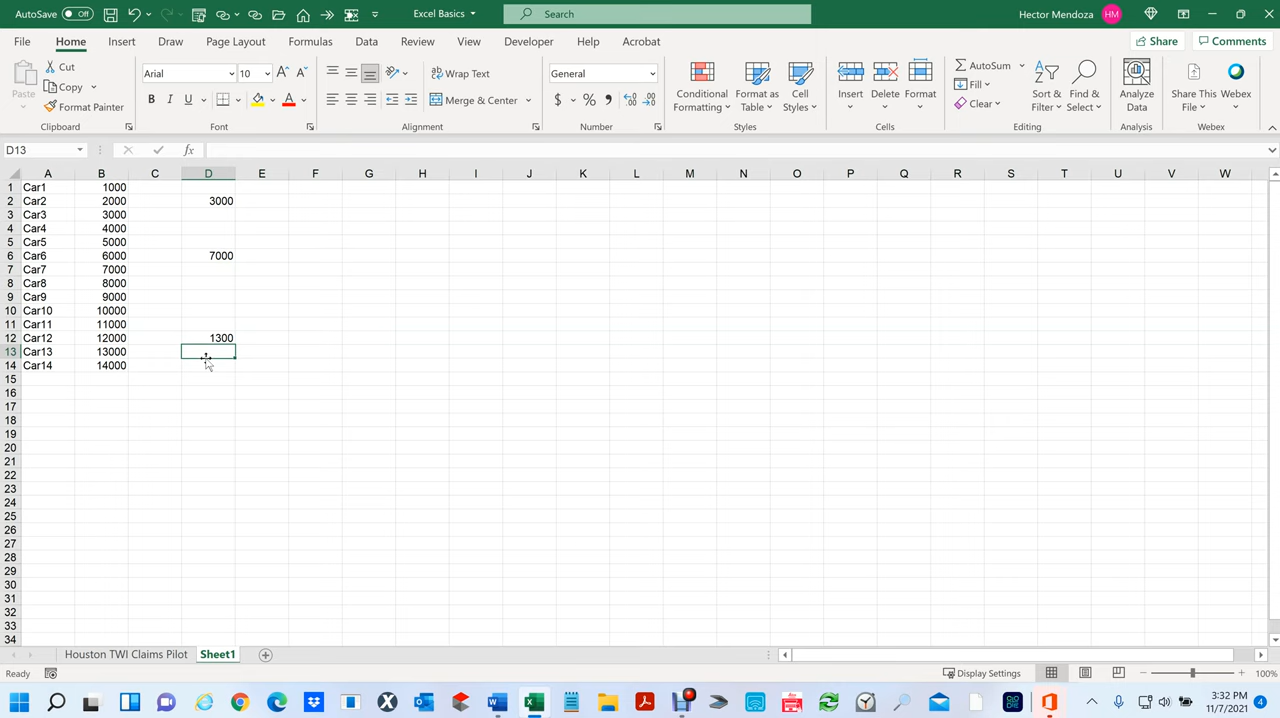 AutoSave Off Excel Basics Search Hector Mendoza HM
File Home Insert Draw Page Layout Formulas Data Review View Developer Help Acrobat Share Comments
Paste Cut Copy Format Painter Clipboard
Arial 10 A A B I U A Font
Wrap Text Merge & Center Alignment
General $ % , Number
Conditional Formatting Format as Table Cell Styles Styles
Insert Delete Format Cells
AutoSum Fill Clear Sort & Filter Find & Select Editing
Analyze Data Analysis
Share This File Webex Webex
D13 fx
A B C D E F G H I J K L M N O P Q R S T U V W
1 Car1 1000
2 Car2 2000 3000
3 Car3 3000
4 Car4 4000
5 Car5 5000
6 Car6 6000 7000
7 Car7 7000
8 Car8 8000
9 Car9 9000
10 Car10 10000
11 Car11 11000
12 Car12 12000 1300
13 Car13 13000
14 Car14 14000
15
16
17
18
19
20
21
22
23
24
25
26
27
28
29
30
31
32
33
34
Houston TWI Claims Pilot Sheet1
Ready Display Settings 100%
3:32 PM
11/7/2021 4